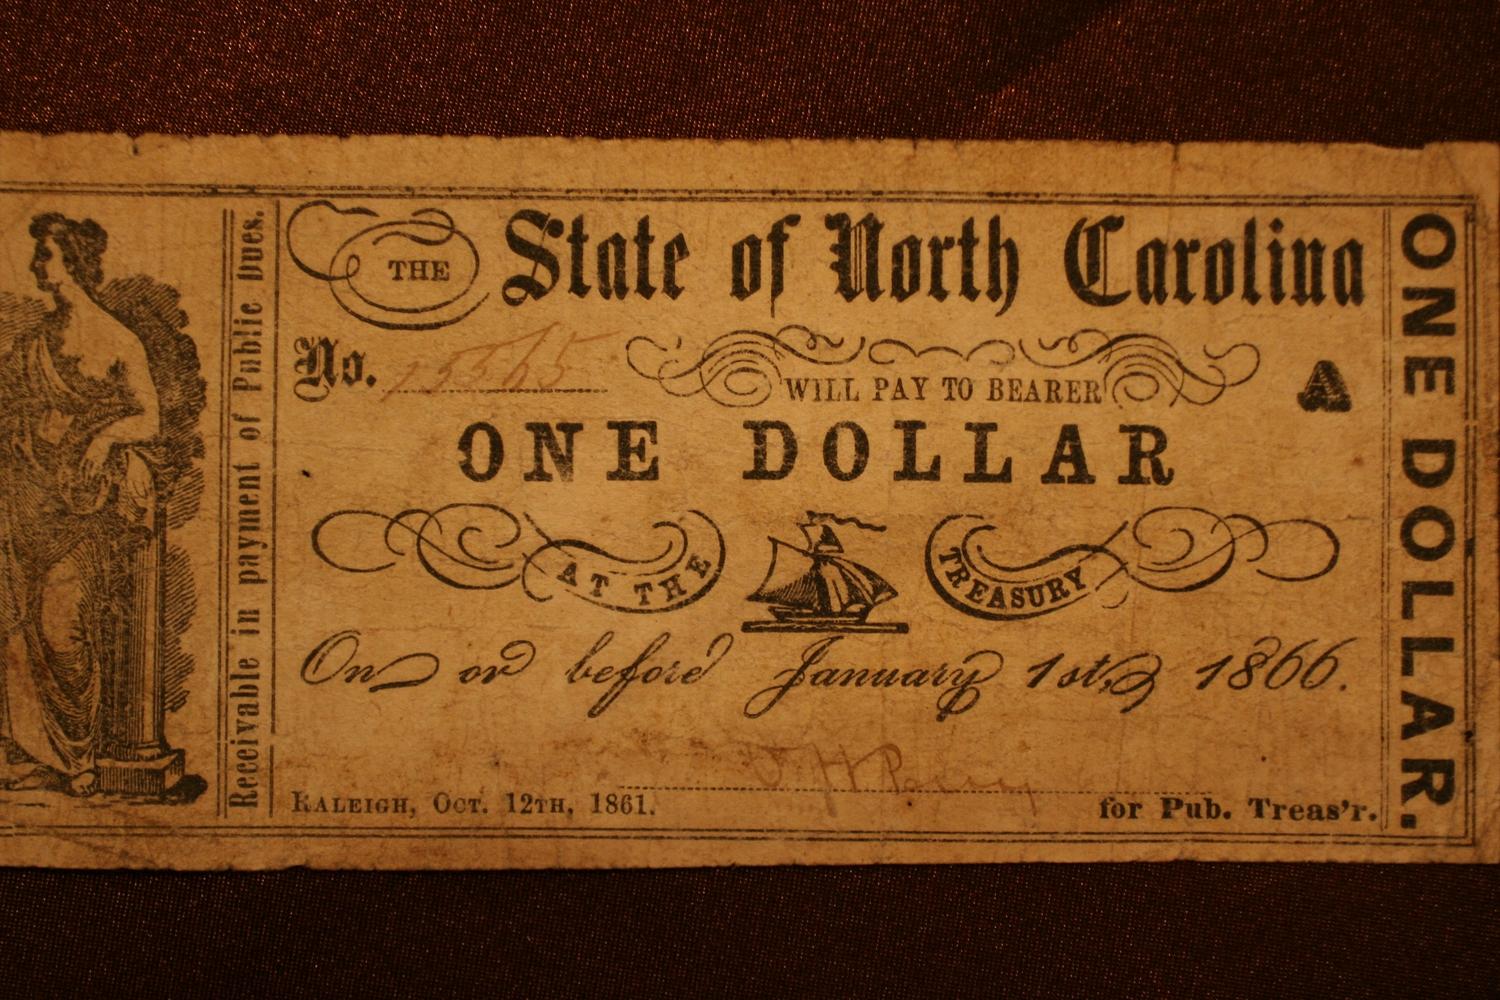 Receivable in payment of Public Dues.
THE State of North Carolina
No.
WILL PAY TO BEARER
A
ONE DOLLAR
AT THE TREASURY
On or before January 1st, 1866.
RALEIGH, OCT. 12TH, 1861.
for Pub. Treas'r.
ONE DOLLAR.